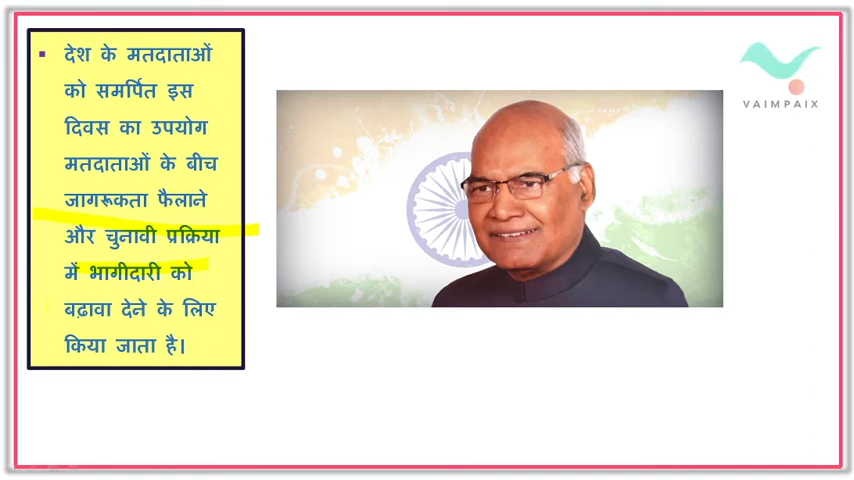 ▪ देश के मतदाताओं
को समर्पित इस
दिवस का उपयोग
मतदाताओं के बीच
जागरूकता फैलाने
और चुनावी प्रक्रिया
में भागीदारी को
बढ़ावा देने के लिए
किया जाता है।
VAIMPAIX